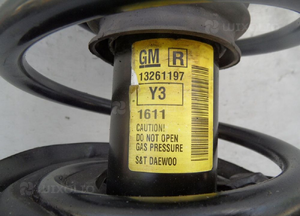 GM R
13261197
Y3
1611
CAUTION!
DO NOT OPEN
GAS PRESSURE
S&T DAEWOO